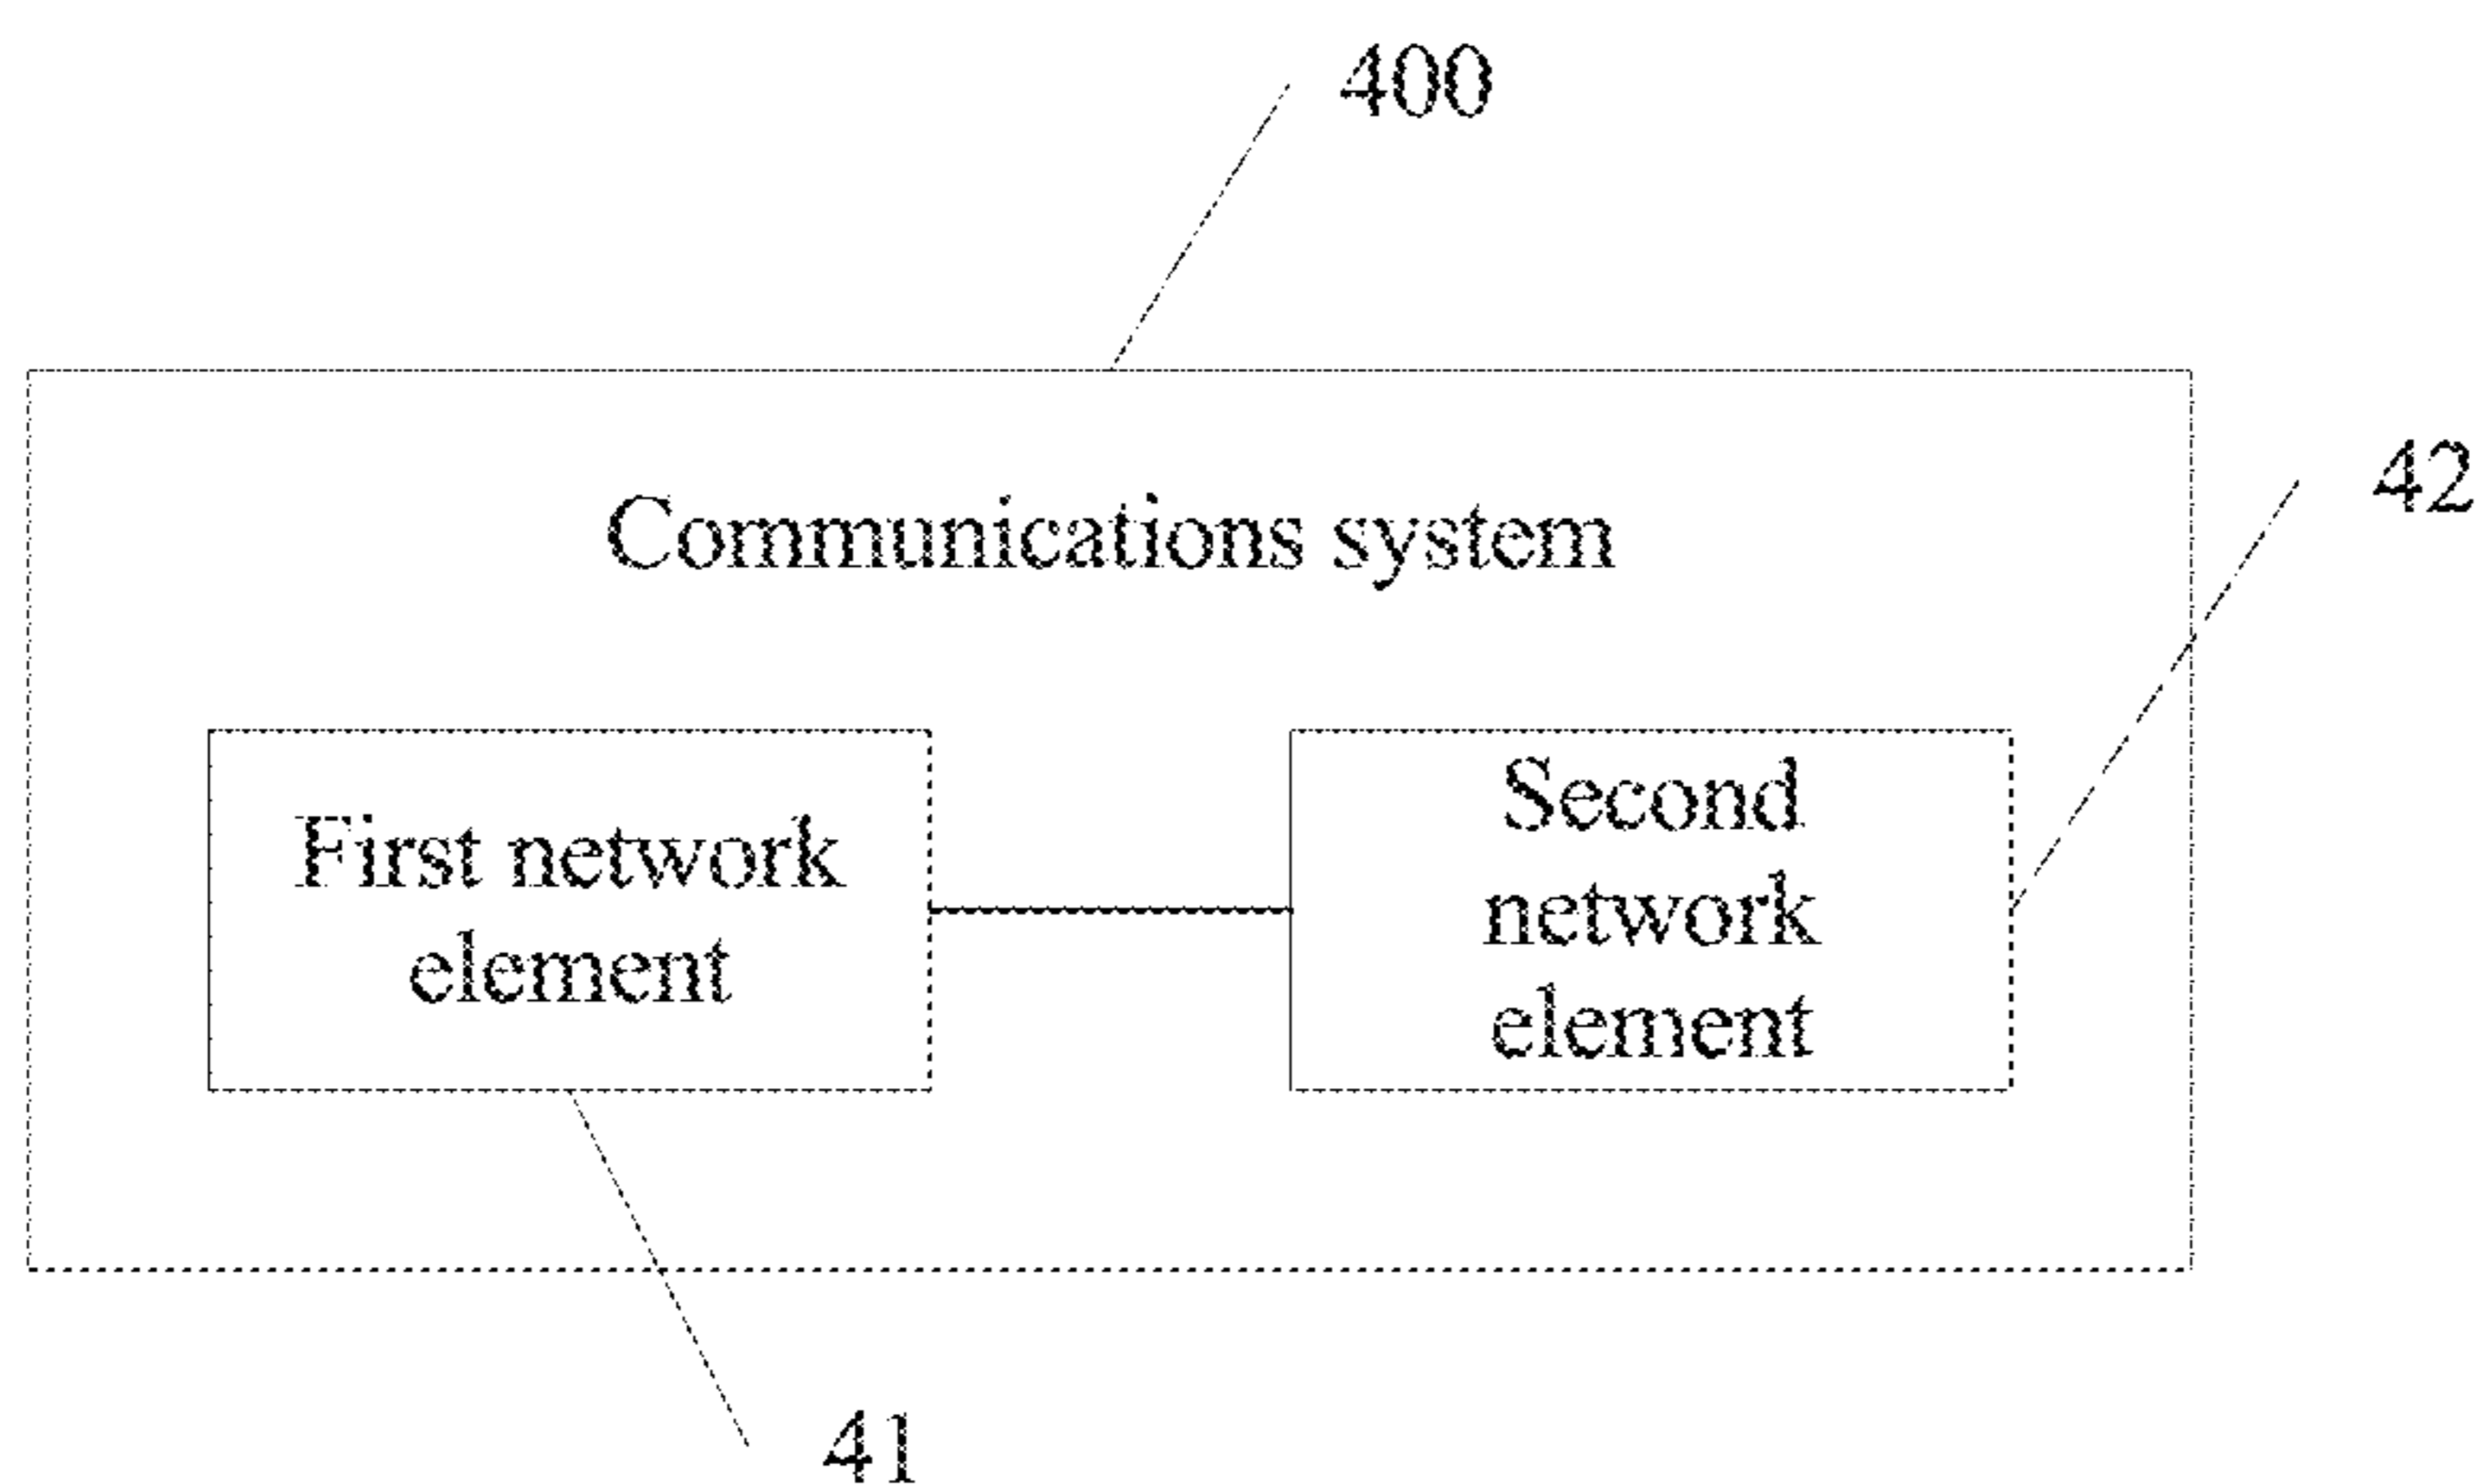 400
42
Communications system
First network
element
Second
network
element
41